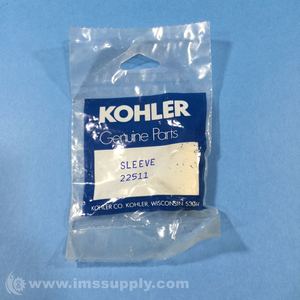 KOHLER
Genuine Parts
SLEEVE
22511
KOHLER CO. KOHLER, WISCONSIN 53044
© www.imssupply.com